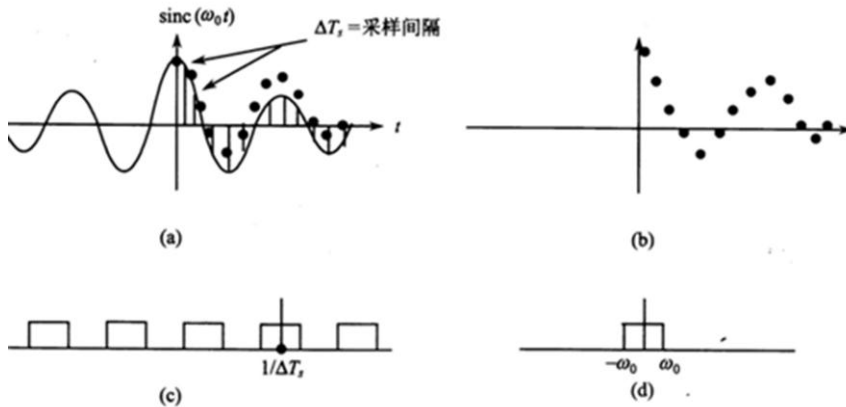 sinc (ω₀t)
ΔTₛ = 采样间隔
t
(a)
(b)
1/ΔTₛ
(c)
−ω₀ ω₀
(d)